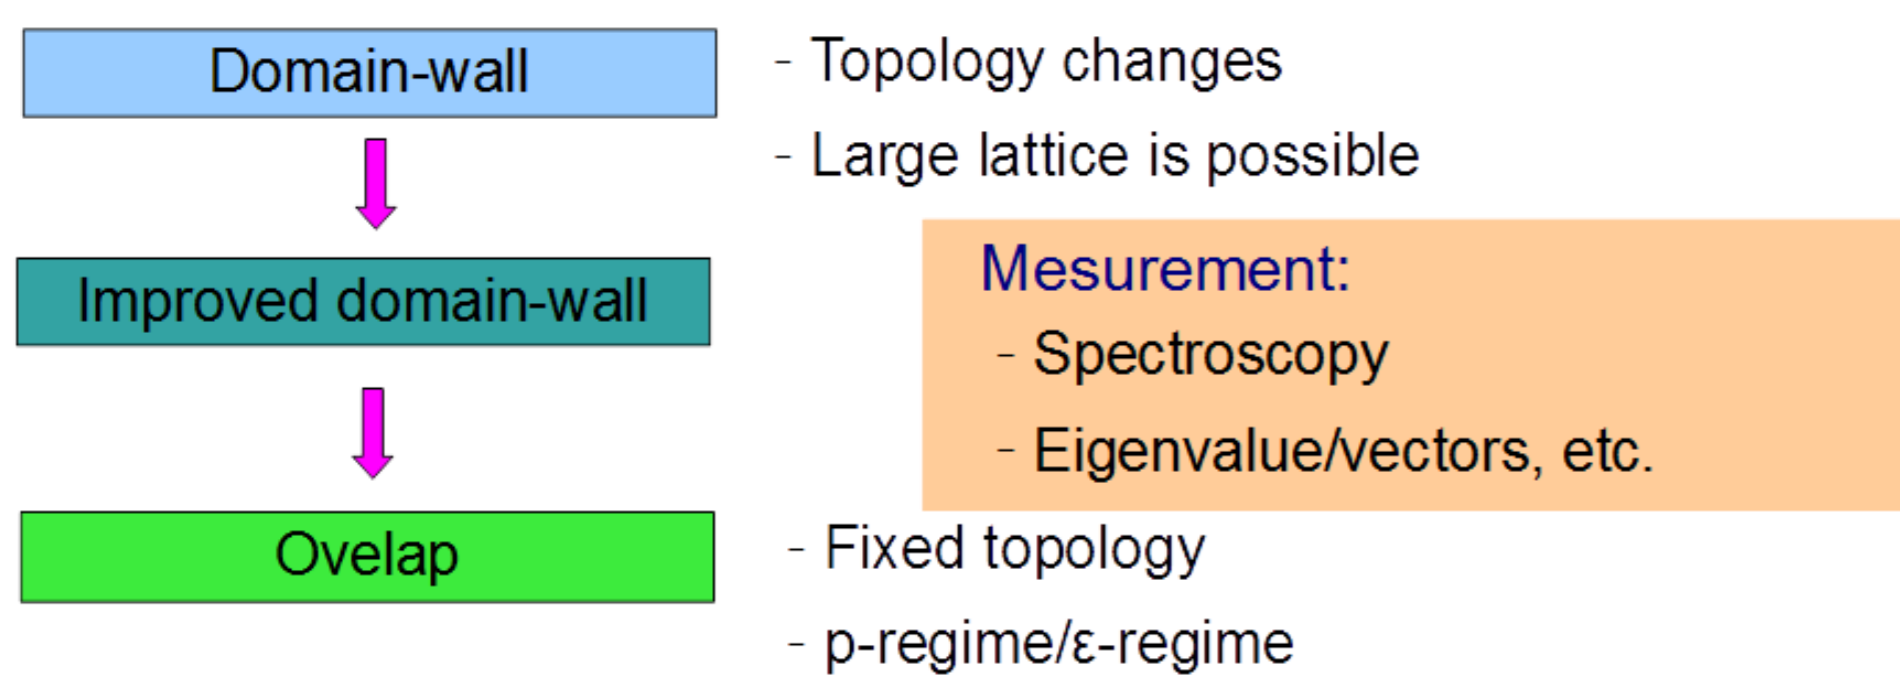 Domain-wall
- Topology changes
- Large lattice is possible
Improved domain-wall
Mesurement:
- Spectroscopy
- Eigenvalue/vectors, etc.
Ovelap
- Fixed topology
- p-regime/ε-regime